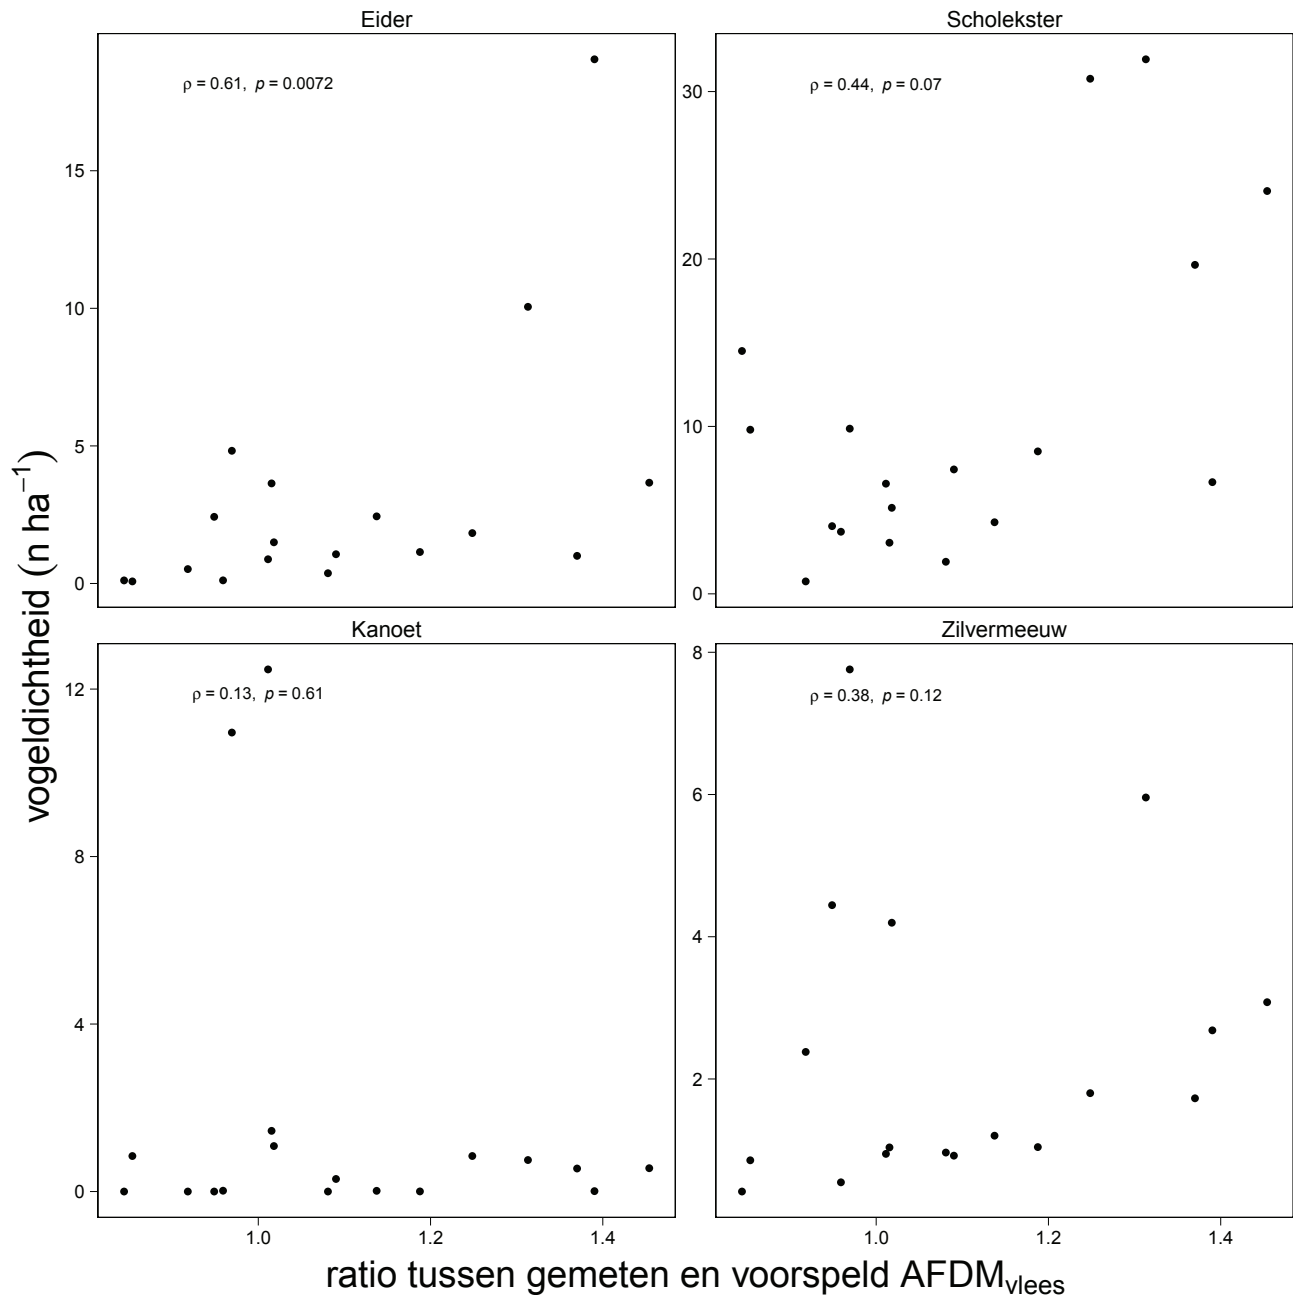 Eider
ρ = 0.61, p = 0.0072
15
10
5
0
Scholekster
ρ = 0.44, p = 0.07
30
20
10
0
Kanoet
ρ = 0.13, p = 0.61
12
8
4
0
1.0 1.2 1.4
Zilvermeeuw
ρ = 0.38, p = 0.12
8
6
4
2
1.0 1.2 1.4
vogeldichtheid (n ha⁻¹)
ratio tussen gemeten en voorspeld AFDMvlees